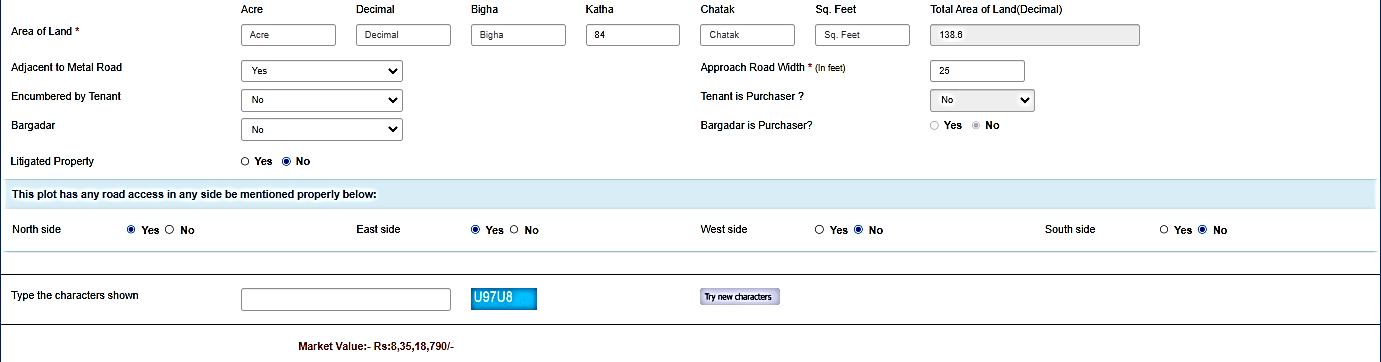 Acre Decimal Bigha Katha Chatak Sq. Feet Total Area of Land(Decimal)
Area of Land * Acre Decimal Bigha 84 Chatak Sq. Feet 138.6
Adjacent to Metal Road Yes Approach Road Width * (In feet) 25
Encumbered by Tenant No Tenant is Purchaser ? No
Bargadar No Bargadar is Purchaser? Yes No
Litigated Property Yes No
This plot has any road access in any side be mentioned properly below:
North side Yes No East side Yes No West side Yes No South side Yes No
Type the characters shown U97U8 Try new characters
Market Value:- Rs:8,35,18,790/-